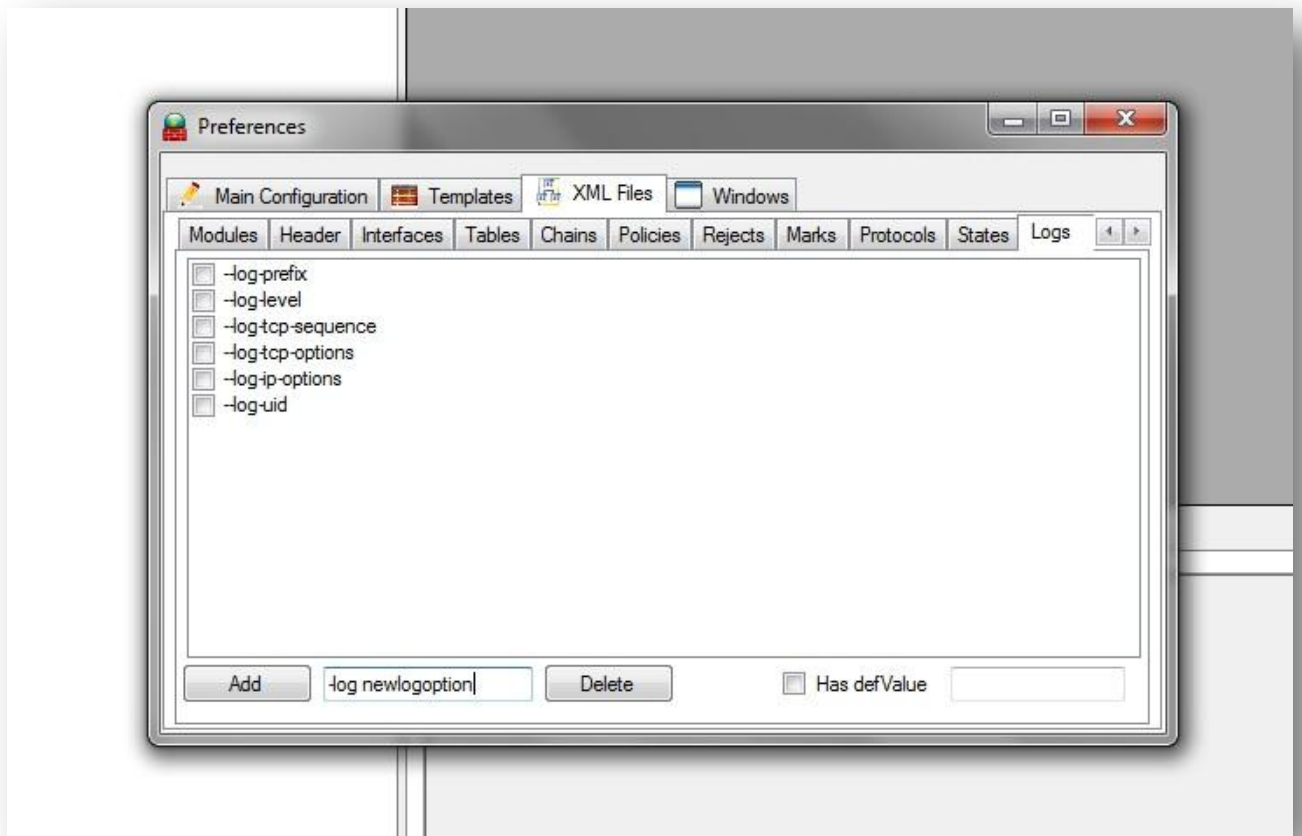 Preferences
Main Configuration Templates XML Files Windows
Modules Header Interfaces Tables Chains Policies Rejects Marks Protocols States Logs
--log-prefix
--log-level
--log-tcp-sequence
--log-tcp-options
--log-ip-options
--log-uid
Add -log newlogoption Delete Has defValue